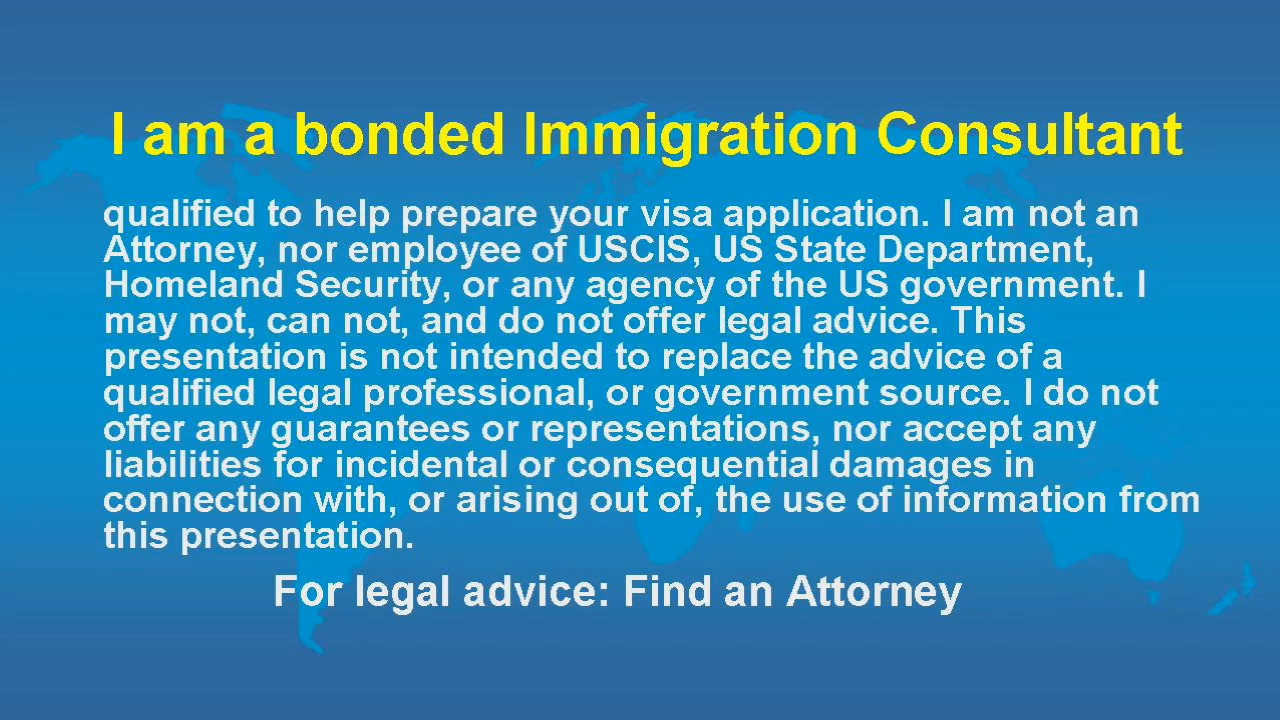 I am a bonded Immigration Consultant
qualified to help prepare your visa application. I am not an
Attorney, nor employee of USCIS, US State Department,
Homeland Security, or any agency of the US government. I
may not, can not, and do not offer legal advice. This
presentation is not intended to replace the advice of a
qualified legal professional, or government source. I do not
offer any guarantees or representations, nor accept any
liabilities for incidental or consequential damages in
connection with, or arising out of, the use of information from
this presentation.
For legal advice: Find an Attorney